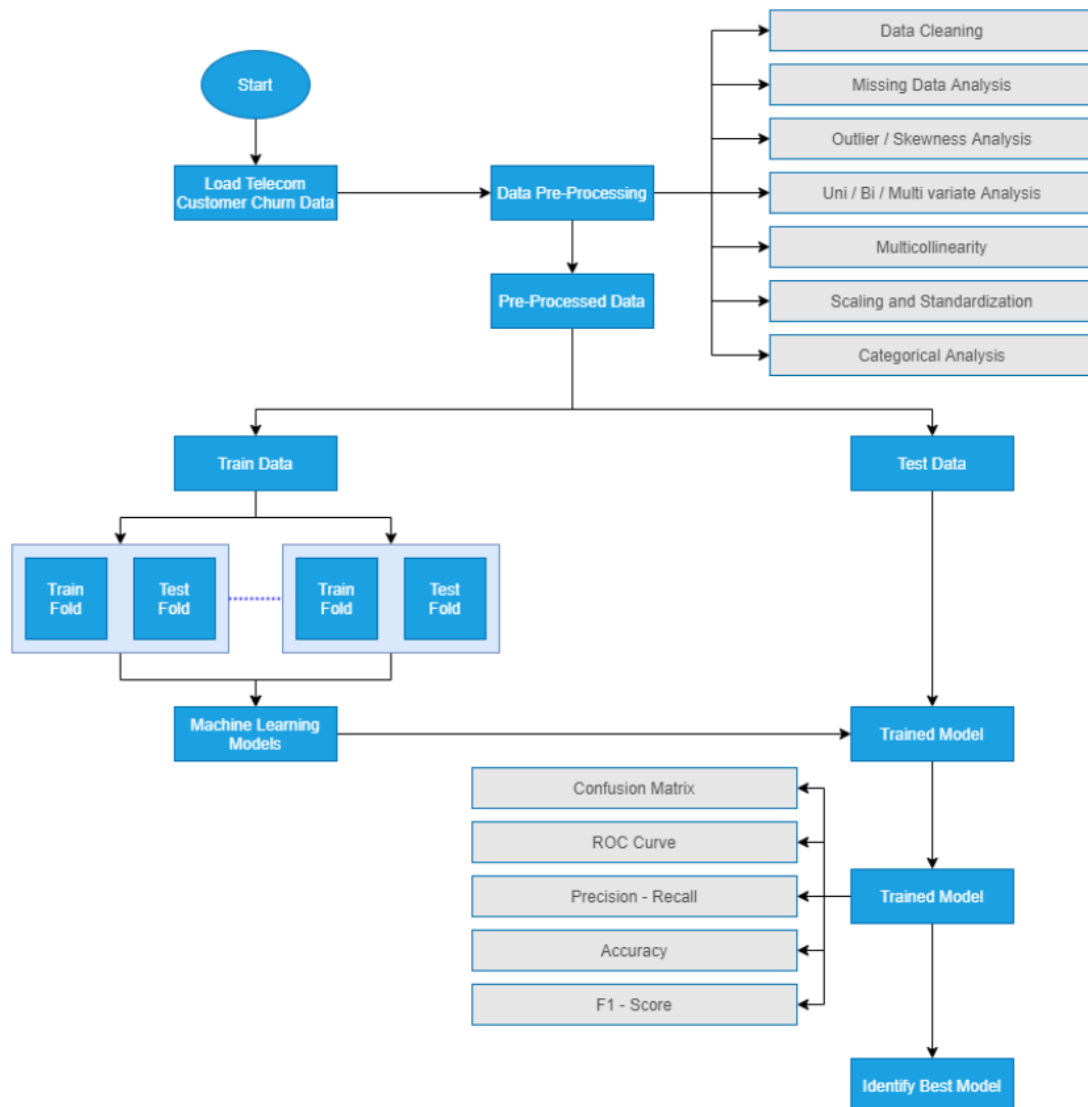 Data Cleaning
Start
Missing Data Analysis
Outlier / Skewness Analysis
Load Telecom
Customer Churn Data
Data Pre-Processing
Uni / Bi / Multi variate Analysis
Multicollinearity
Pre-Processed Data
Scaling and Standardization
Categorical Analysis
Train Data
Test Data
Train
Fold
Test
Fold
Train
Fold
Test
Fold
Machine Learning
Models
Trained Model
Confusion Matrix
ROC Curve
Precision - Recall
Trained Model
Accuracy
F1 - Score
Identify Best Model